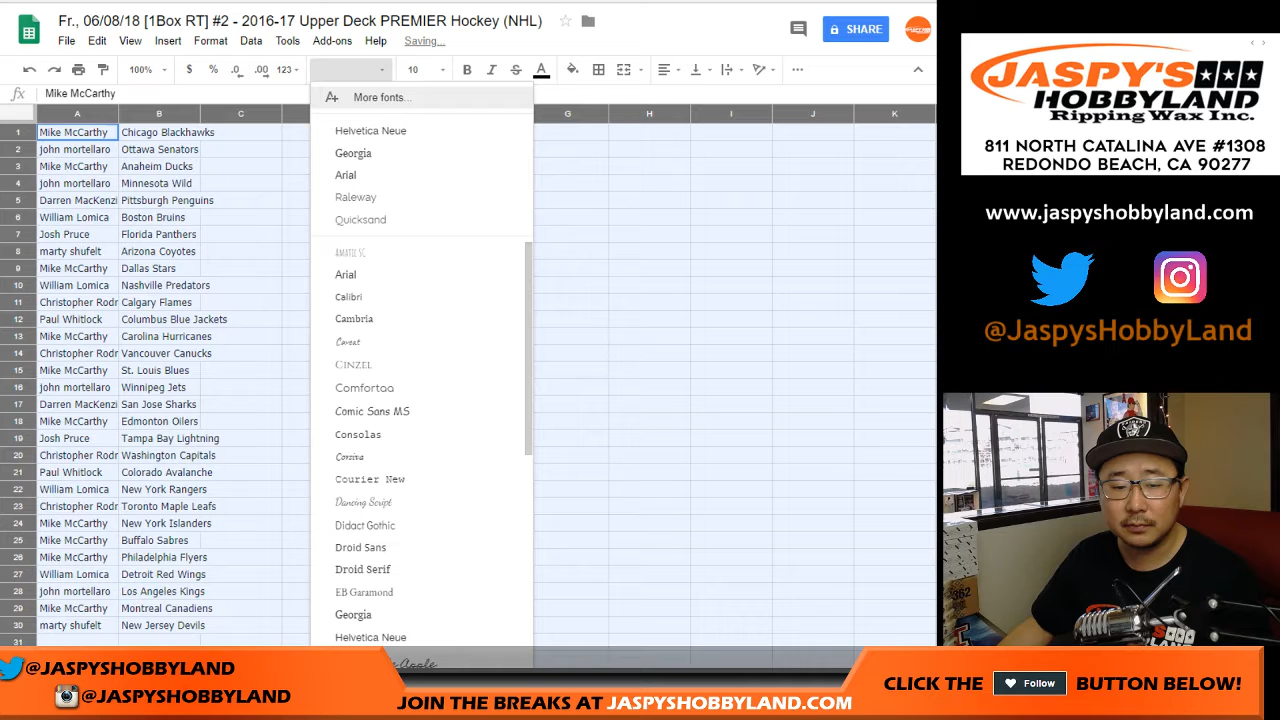 Fr., 06/08/18 [1Box RT] #2 - 2016-17 Upper Deck PREMIER Hockey (NHL)
File Edit View Insert Format Data Tools Add-ons Help Saving...
SHARE
100% $ % .0 .00 123 10 B I S A
fx Mike McCarthy
More fonts...
A B C G H I J K
1 Mike McCarthy Chicago Blackhawks
2 john mortellaro Ottawa Senators
3 Mike McCarthy Anaheim Ducks
4 john mortellaro Minnesota Wild
5 Darren MacKenz Pittsburgh Penguins
6 William Lomica Boston Bruins
7 Josh Pruce Florida Panthers
8 marty shufelt Arizona Coyotes
9 Mike McCarthy Dallas Stars
10 William Lomica Nashville Predators
11 Christopher Rodr Calgary Flames
12 Paul Whitlock Columbus Blue Jackets
13 Mike McCarthy Carolina Hurricanes
14 Christopher Rodr Vancouver Canucks
15 Mike McCarthy St. Louis Blues
16 john mortellaro Winnipeg Jets
17 Darren MacKenzi San Jose Sharks
18 Mike McCarthy Edmonton Oilers
19 Josh Pruce Tampa Bay Lightning
20 Christopher Rodr Washington Capitals
21 Paul Whitlock Colorado Avalanche
22 William Lomica New York Rangers
23 Christopher Rodr Toronto Maple Leafs
24 Mike McCarthy New York Islanders
25 Mike McCarthy Buffalo Sabres
26 Mike McCarthy Philadelphia Flyers
27 William Lomica Detroit Red Wings
28 john mortellaro Los Angeles Kings
29 Mike McCarthy Montreal Canadiens
30 marty shufelt New Jersey Devils
31
Helvetica Neue
Georgia
Arial
Raleway
Quicksand
Amatic SC
Arial
Calibri
Cambria
Caveat
Cinzel
Comfortaa
Comic Sans MS
Consolas
Corsiva
Courier New
Dancing Script
Didact Gothic
Droid Sans
Droid Serif
EB Garamond
Georgia
Helvetica Neue
JASPY'S
HOBBYLAND
Ripping Wax Inc.
811 NORTH CATALINA AVE #1308
REDONDO BEACH, CA 90277
www.jaspyshobbyland.com
@JaspysHobbyLand
@JASPYSHOBBYLAND
@JASPYSHOBBYLAND
JOIN THE BREAKS AT JASPYSHOBBYLAND.COM
CLICK THE Follow BUTTON BELOW!